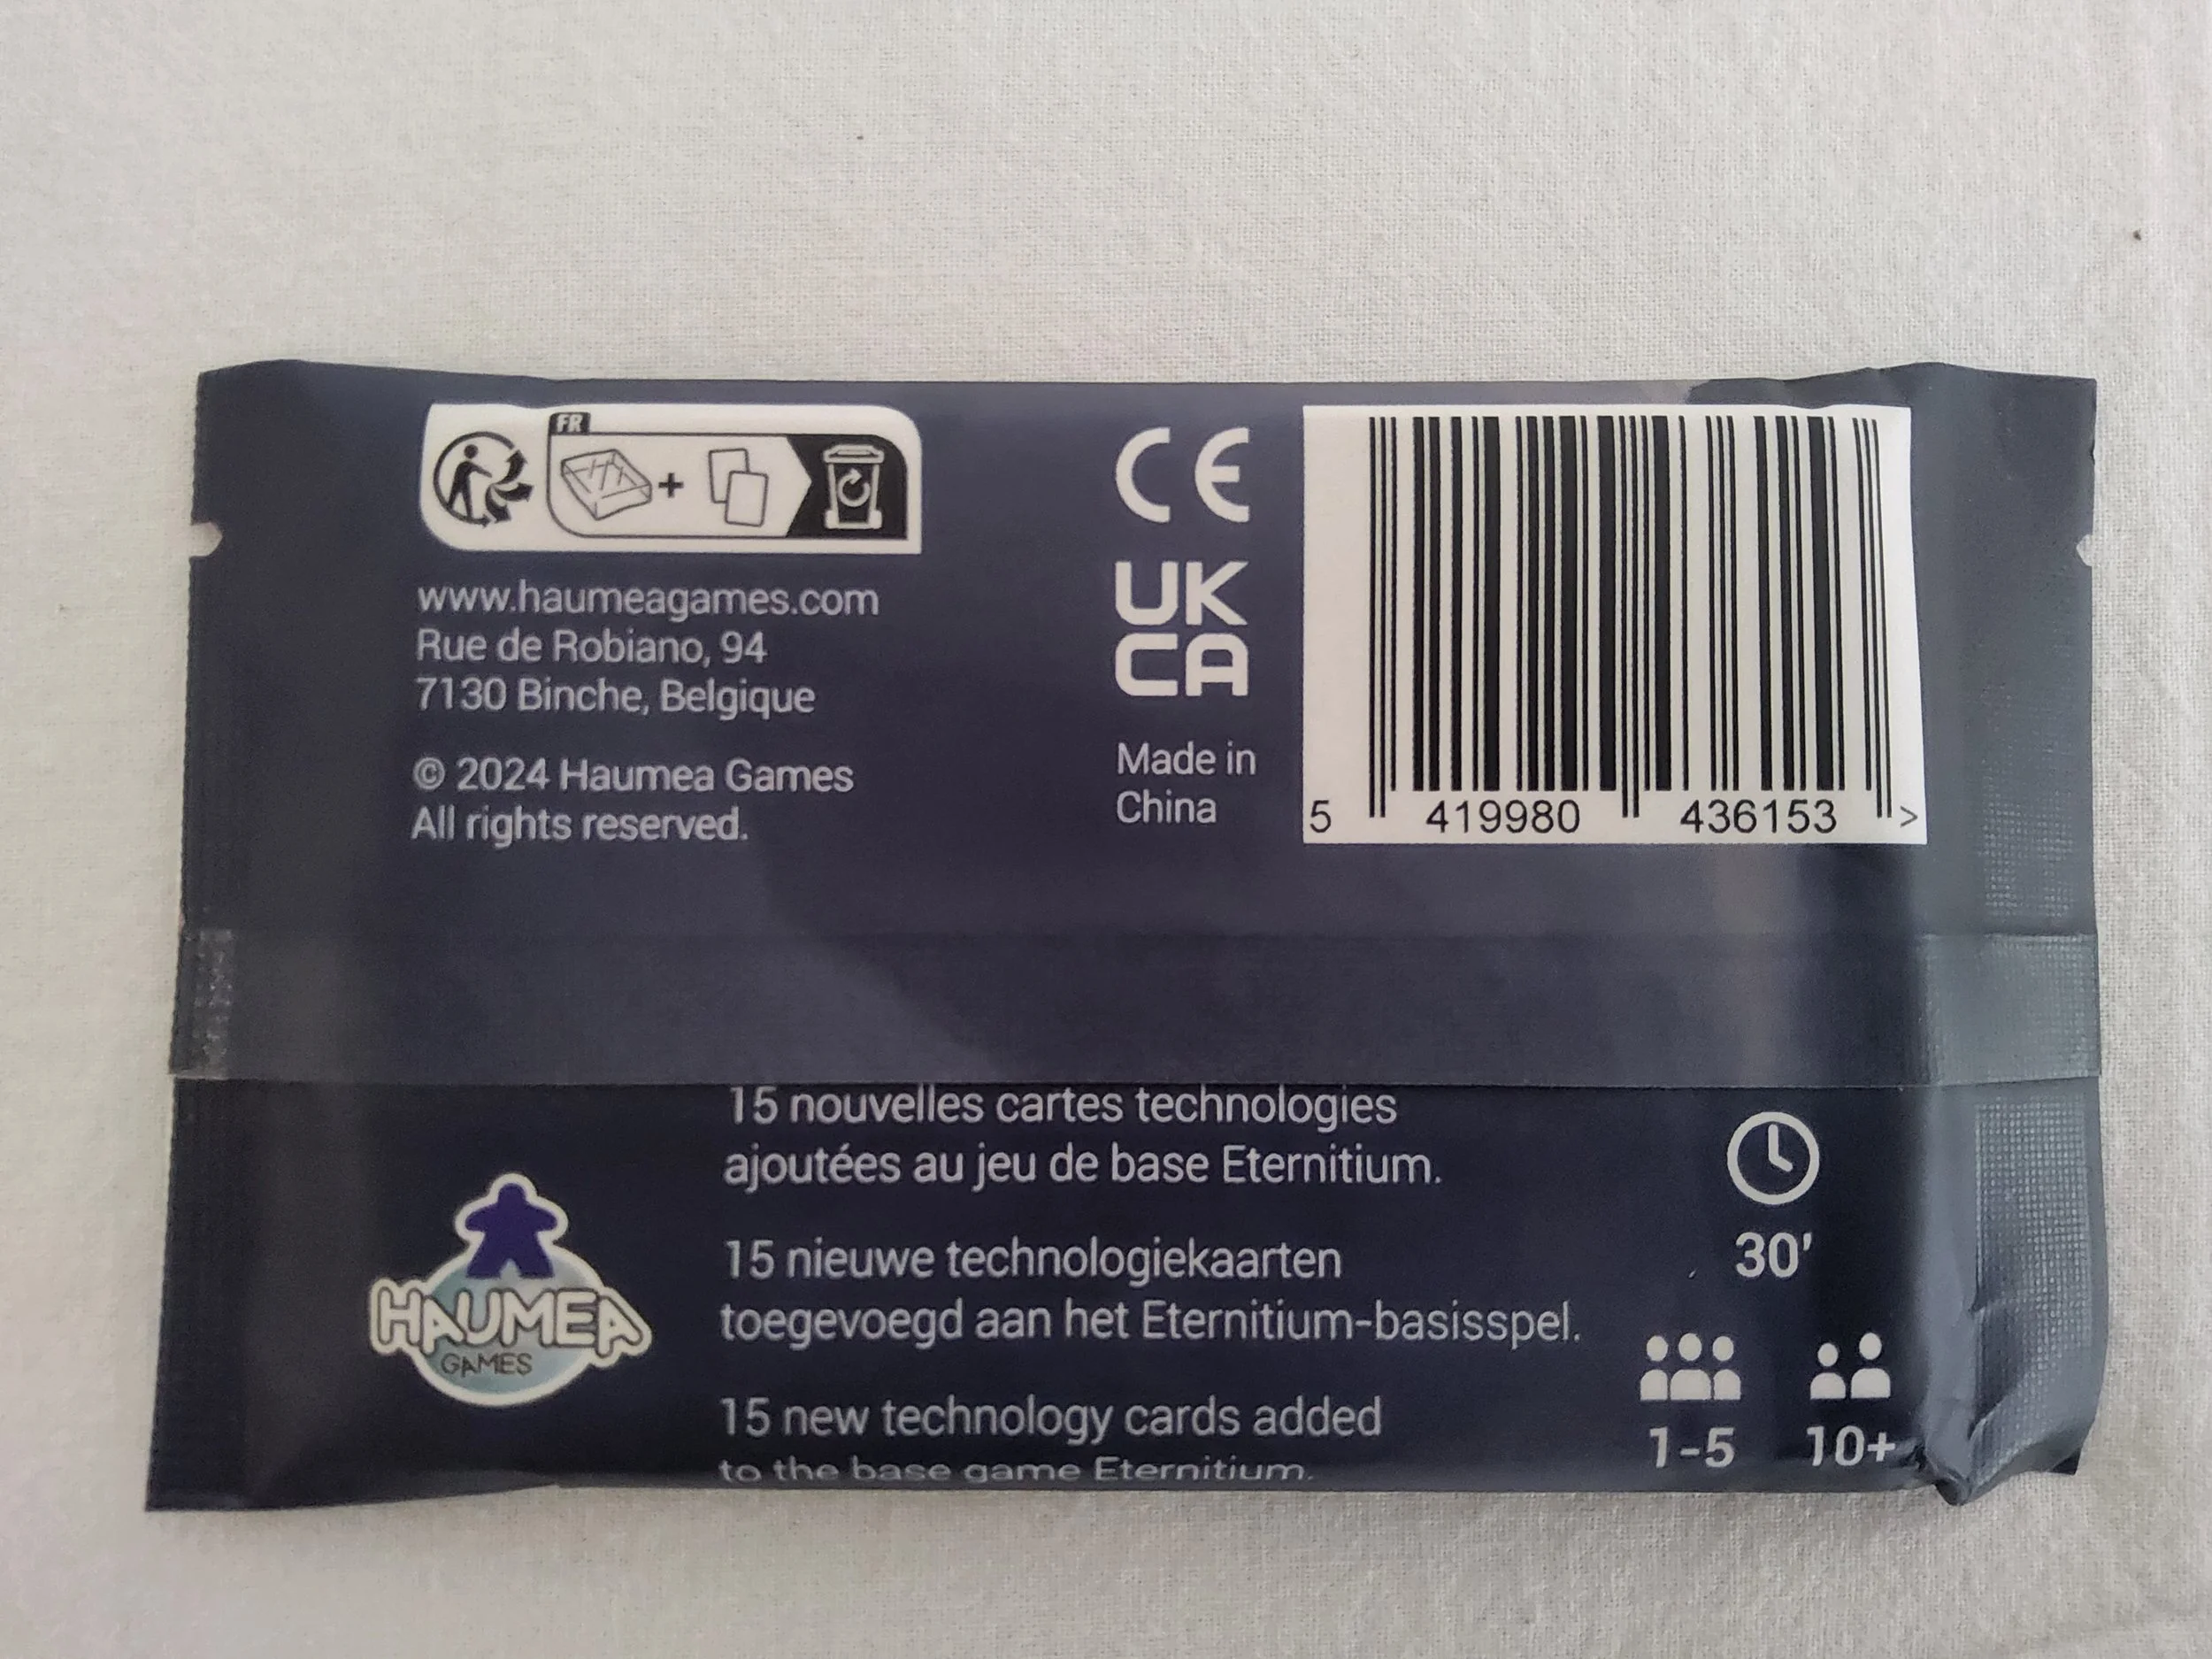 FR
www.haumeagames.com
Rue de Robiano, 94
7130 Binche, Belgique
© 2024 Haumea Games
All rights reserved.
CE
UK
CA
Made in
China
5 419980 436153 >
15 nouvelles cartes technologies
ajoutées au jeu de base Eternitium.
15 nieuwe technologiekaarten
toegevoegd aan het Eternitium-basisspel.
15 new technology cards added
to the base game Eternitium.
HAUMEA
GAMES
30'
1-5 10+